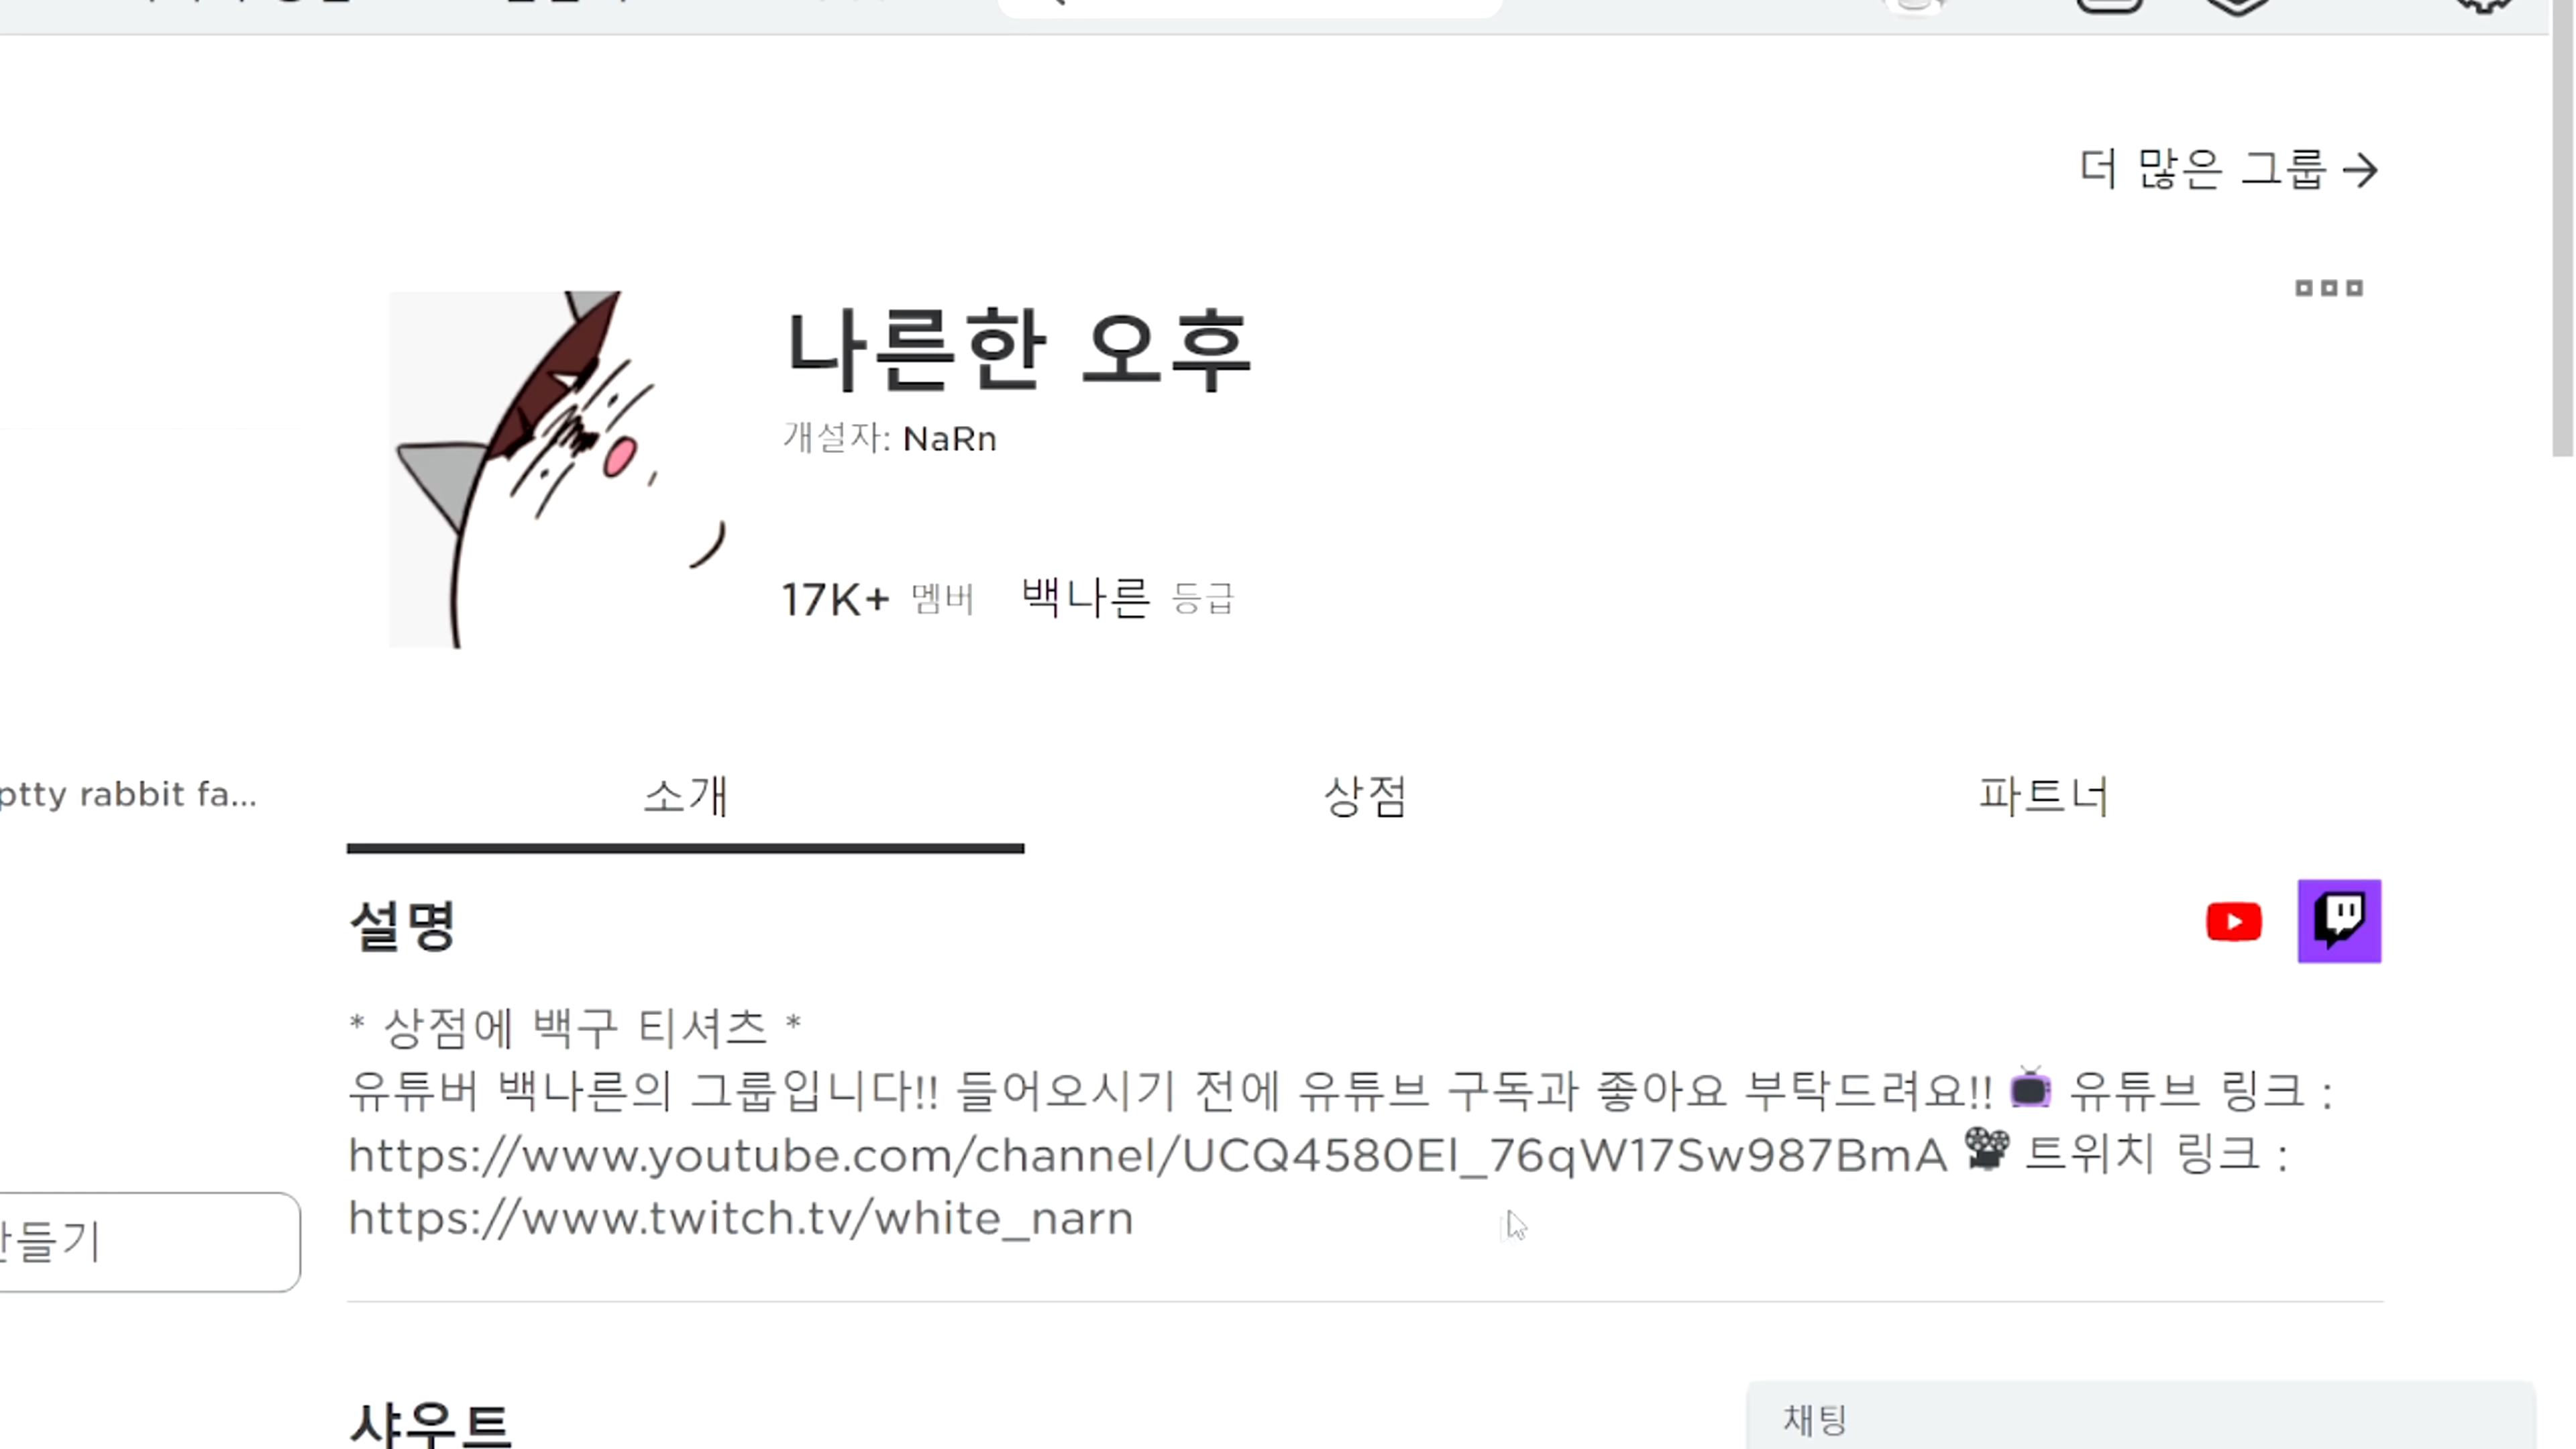 더 많은 그룹 →
나른한 오후
개설자: NaRn
17K+ 멤버 백나른 등급
rabbit fa...
소개 상점 파트너
설명
* 상점에 백구 티셔츠 *
유튜버 백나른의 그룹입니다!! 들어오시기 전에 유튜브 구독과 좋아요 부탁드려요!! 📺 유튜브 링크 :
https://www.youtube.com/channel/UCQ4580El_76qW17Sw987BmA 📽 트위치 링크 :
https://www.twitch.tv/white_narn
만들기
샤우트
채팅